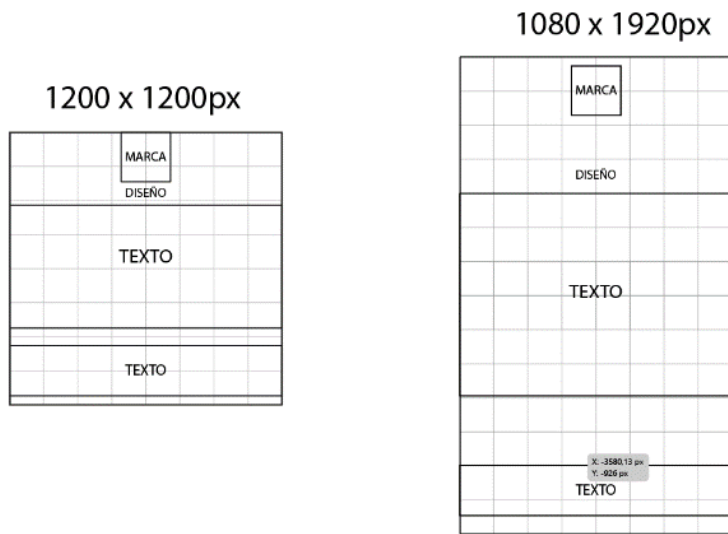 1200 x 1200px
MARCA
DISEÑO
TEXTO
TEXTO
1080 x 1920px
MARCA
DISEÑO
TEXTO
X: -3580,13 px
Y: -926 px
TEXTO